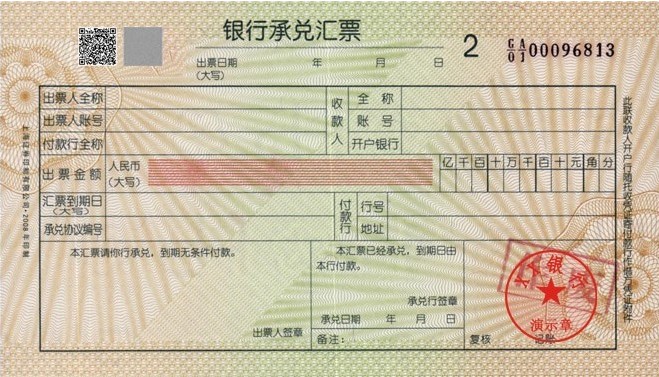 银行承兑汇票
出票日期 年 月 日 2 GA/01 00096813
(大写)
出票人全称 收款人 全称
出票人账号 账号
付款行全称 开户银行
出票金额 人民币 亿千百十万千百十元角分
(大写)
汇票到期日 付款行 行号
(大写)
承兑协议编号 地址
本汇票请你行承兑,到期无条件付款。 本汇票已经承兑,到期日由
本行付款。
承兑行签章
承兑日期 年 月 日
出票人签章 备注: 复核 记账
XX银行
演示章
此联收款人开户行随托收凭证寄付款行作借方凭证附件
2008年印制